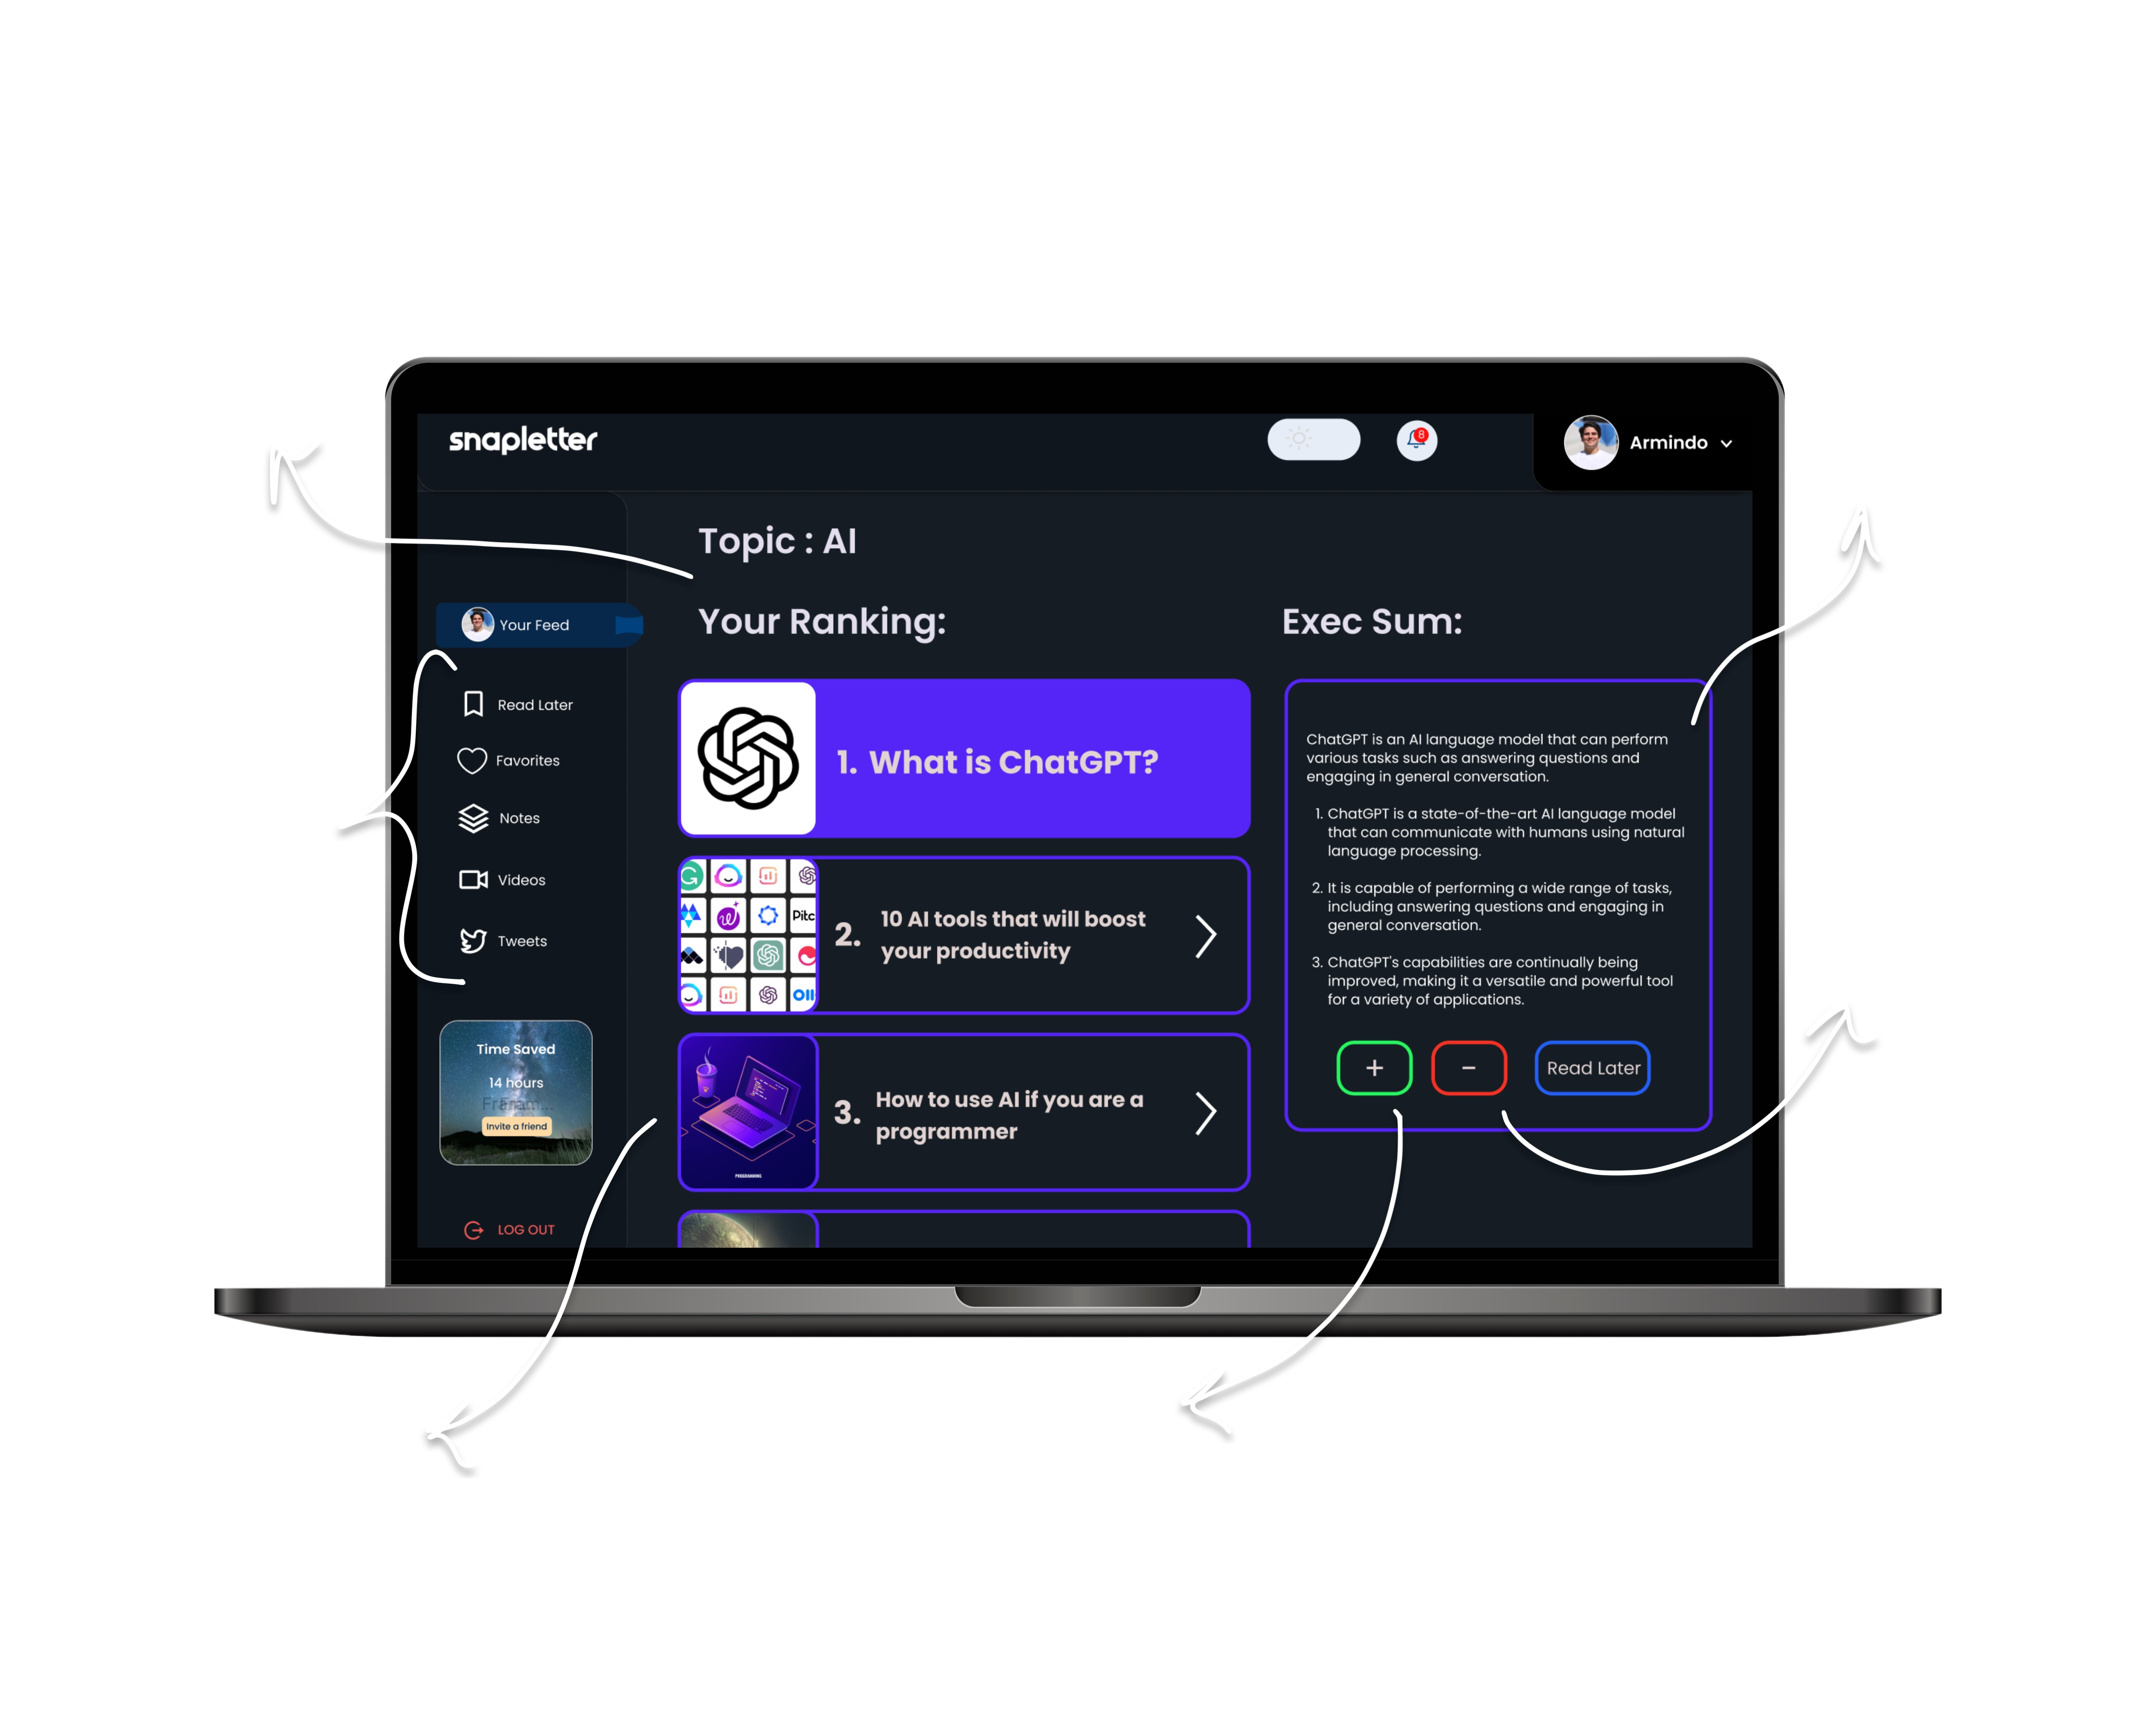 snapletter
8
Armindo
Topic : AI
Your Feed
Your Ranking:
Exec Sum:
Read Later
Favorites
Notes
Videos
Tweets
1. What is ChatGPT?
Pitc
2. 10 AI tools that will boost
your productivity
3. How to use AI if you are a
programmer
PROGRAMMING
ChatGPT is an AI language model that can perform
various tasks such as answering questions and
engaging in general conversation.
1. ChatGPT is a state-of-the-art AI language model
that can communicate with humans using natural
language processing.
2. It is capable of performing a wide range of tasks,
including answering questions and engaging in
general conversation.
3. ChatGPT's capabilities are continually being
improved, making it a versatile and powerful tool
for a variety of applications.
+
-
Read Later
Time Saved
14 hours
Invite a friend
LOG OUT